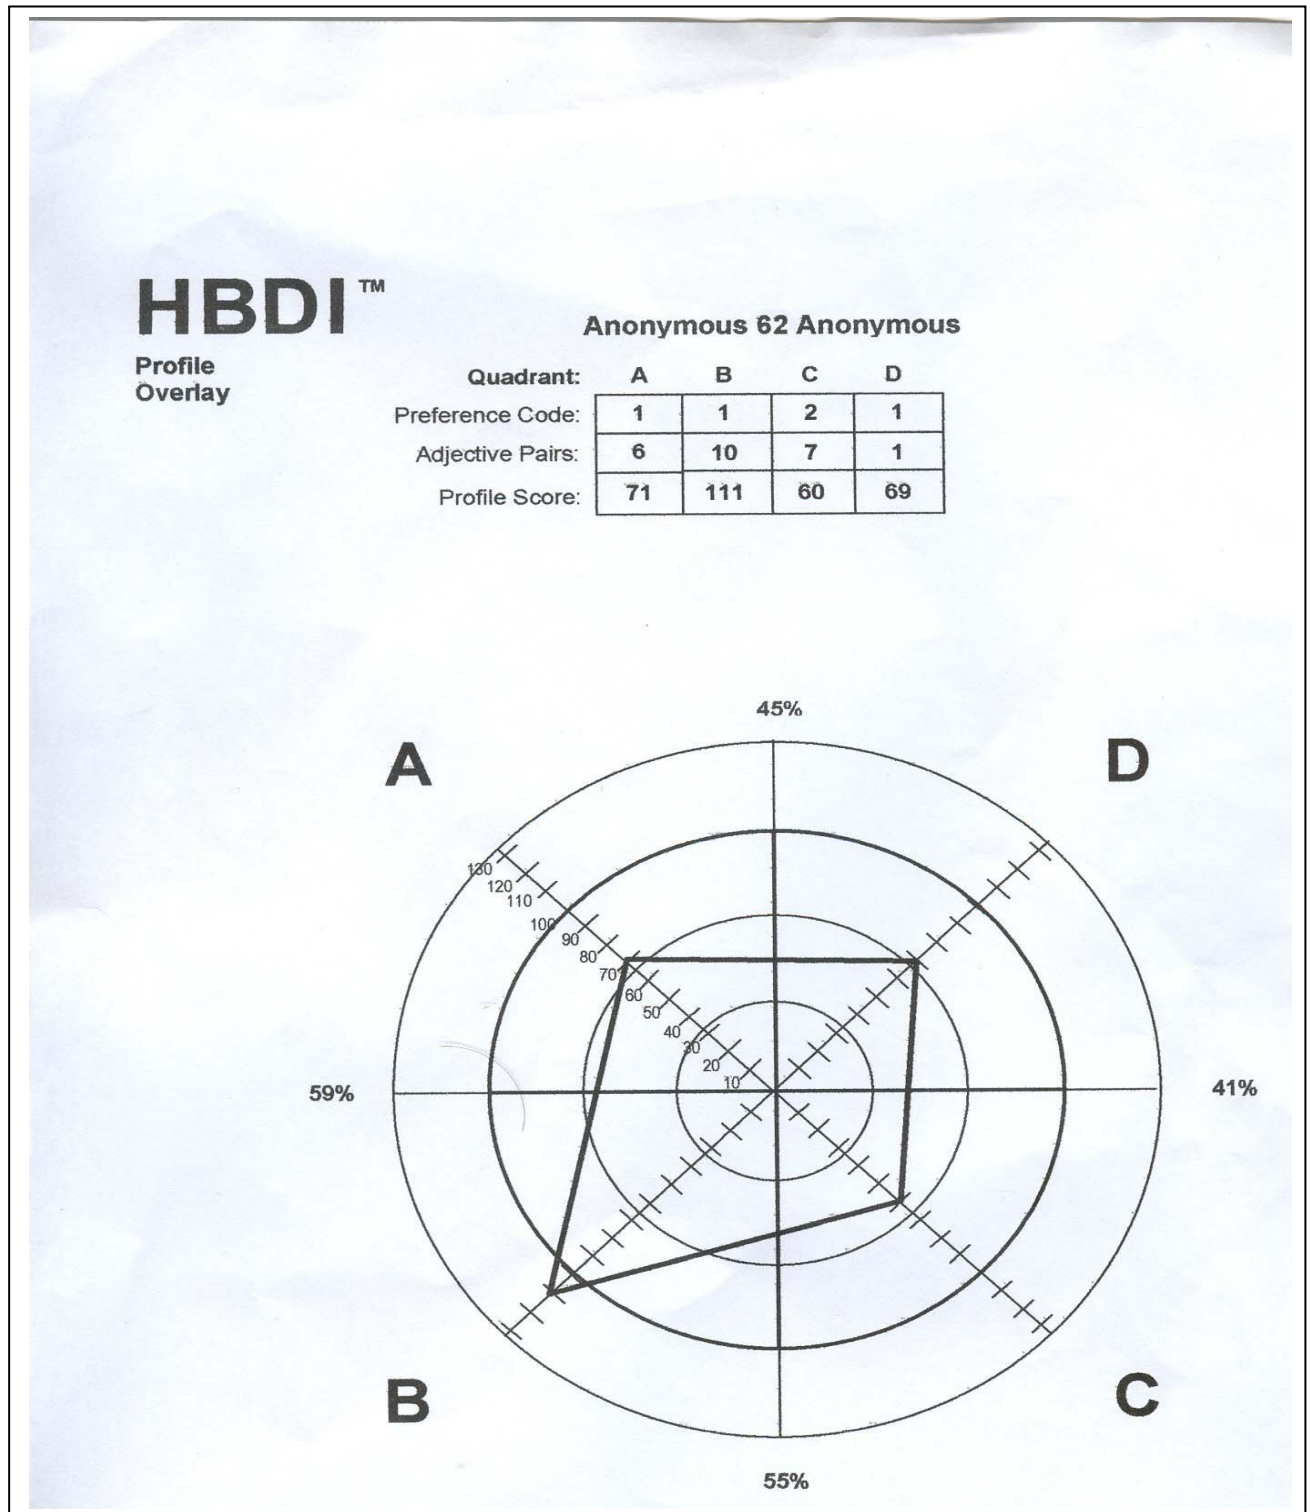 HBDI™
Profile
Overlay
Anonymous 62 Anonymous
Quadrant: A B C D
Preference Code: 1 1 2 1
Adjective Pairs: 6 10 7 1
Profile Score: 71 111 60 69
45%
A D
130
120
110
100
90
80
70
60
50
40
30
20
10
59% 41%
B C
55%